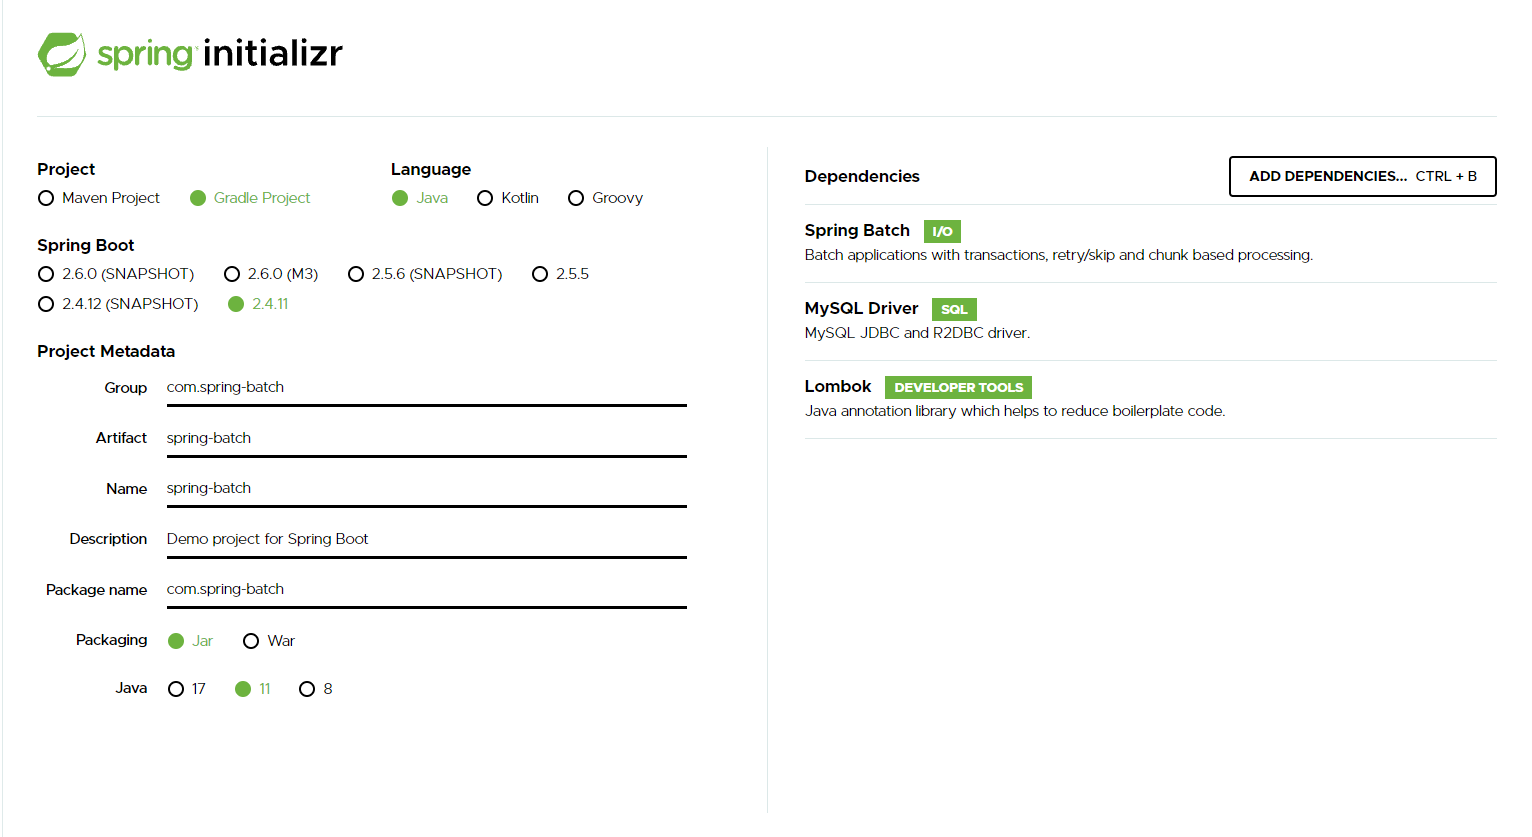 spring initializr
Project
Maven Project Gradle Project
Language
Java Kotlin Groovy
Spring Boot
2.6.0 (SNAPSHOT) 2.6.0 (M3) 2.5.6 (SNAPSHOT) 2.5.5
2.4.12 (SNAPSHOT) 2.4.11
Project Metadata
Group com.spring-batch
Artifact spring-batch
Name spring-batch
Description Demo project for Spring Boot
Package name com.spring-batch
Packaging Jar War
Java 17 11 8
Dependencies ADD DEPENDENCIES... CTRL + B
Spring Batch I/O
Batch applications with transactions, retry/skip and chunk based processing.
MySQL Driver SQL
MySQL JDBC and R2DBC driver.
Lombok DEVELOPER TOOLS
Java annotation library which helps to reduce boilerplate code.